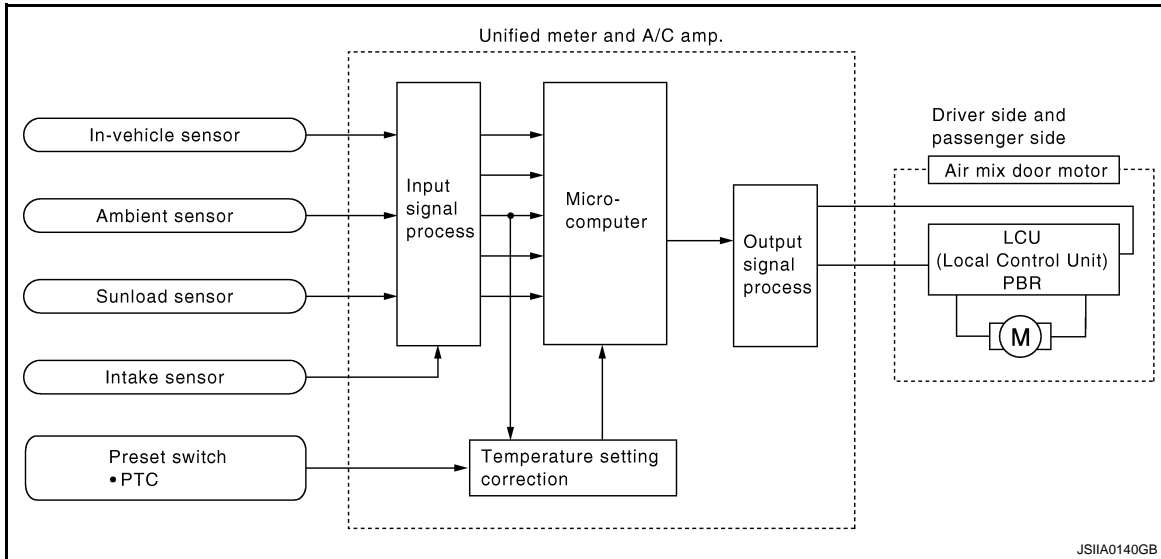 Unified meter and A/C amp.
In-vehicle sensor
Ambient sensor
Sunload sensor
Intake sensor
Preset switch
• PTC
Input
signal
process
Micro-
computer
Temperature setting
correction
Output
signal
process
Driver side and
passenger side
Air mix door motor
LCU
(Local Control Unit)
PBR
M
JSIIA0140GB